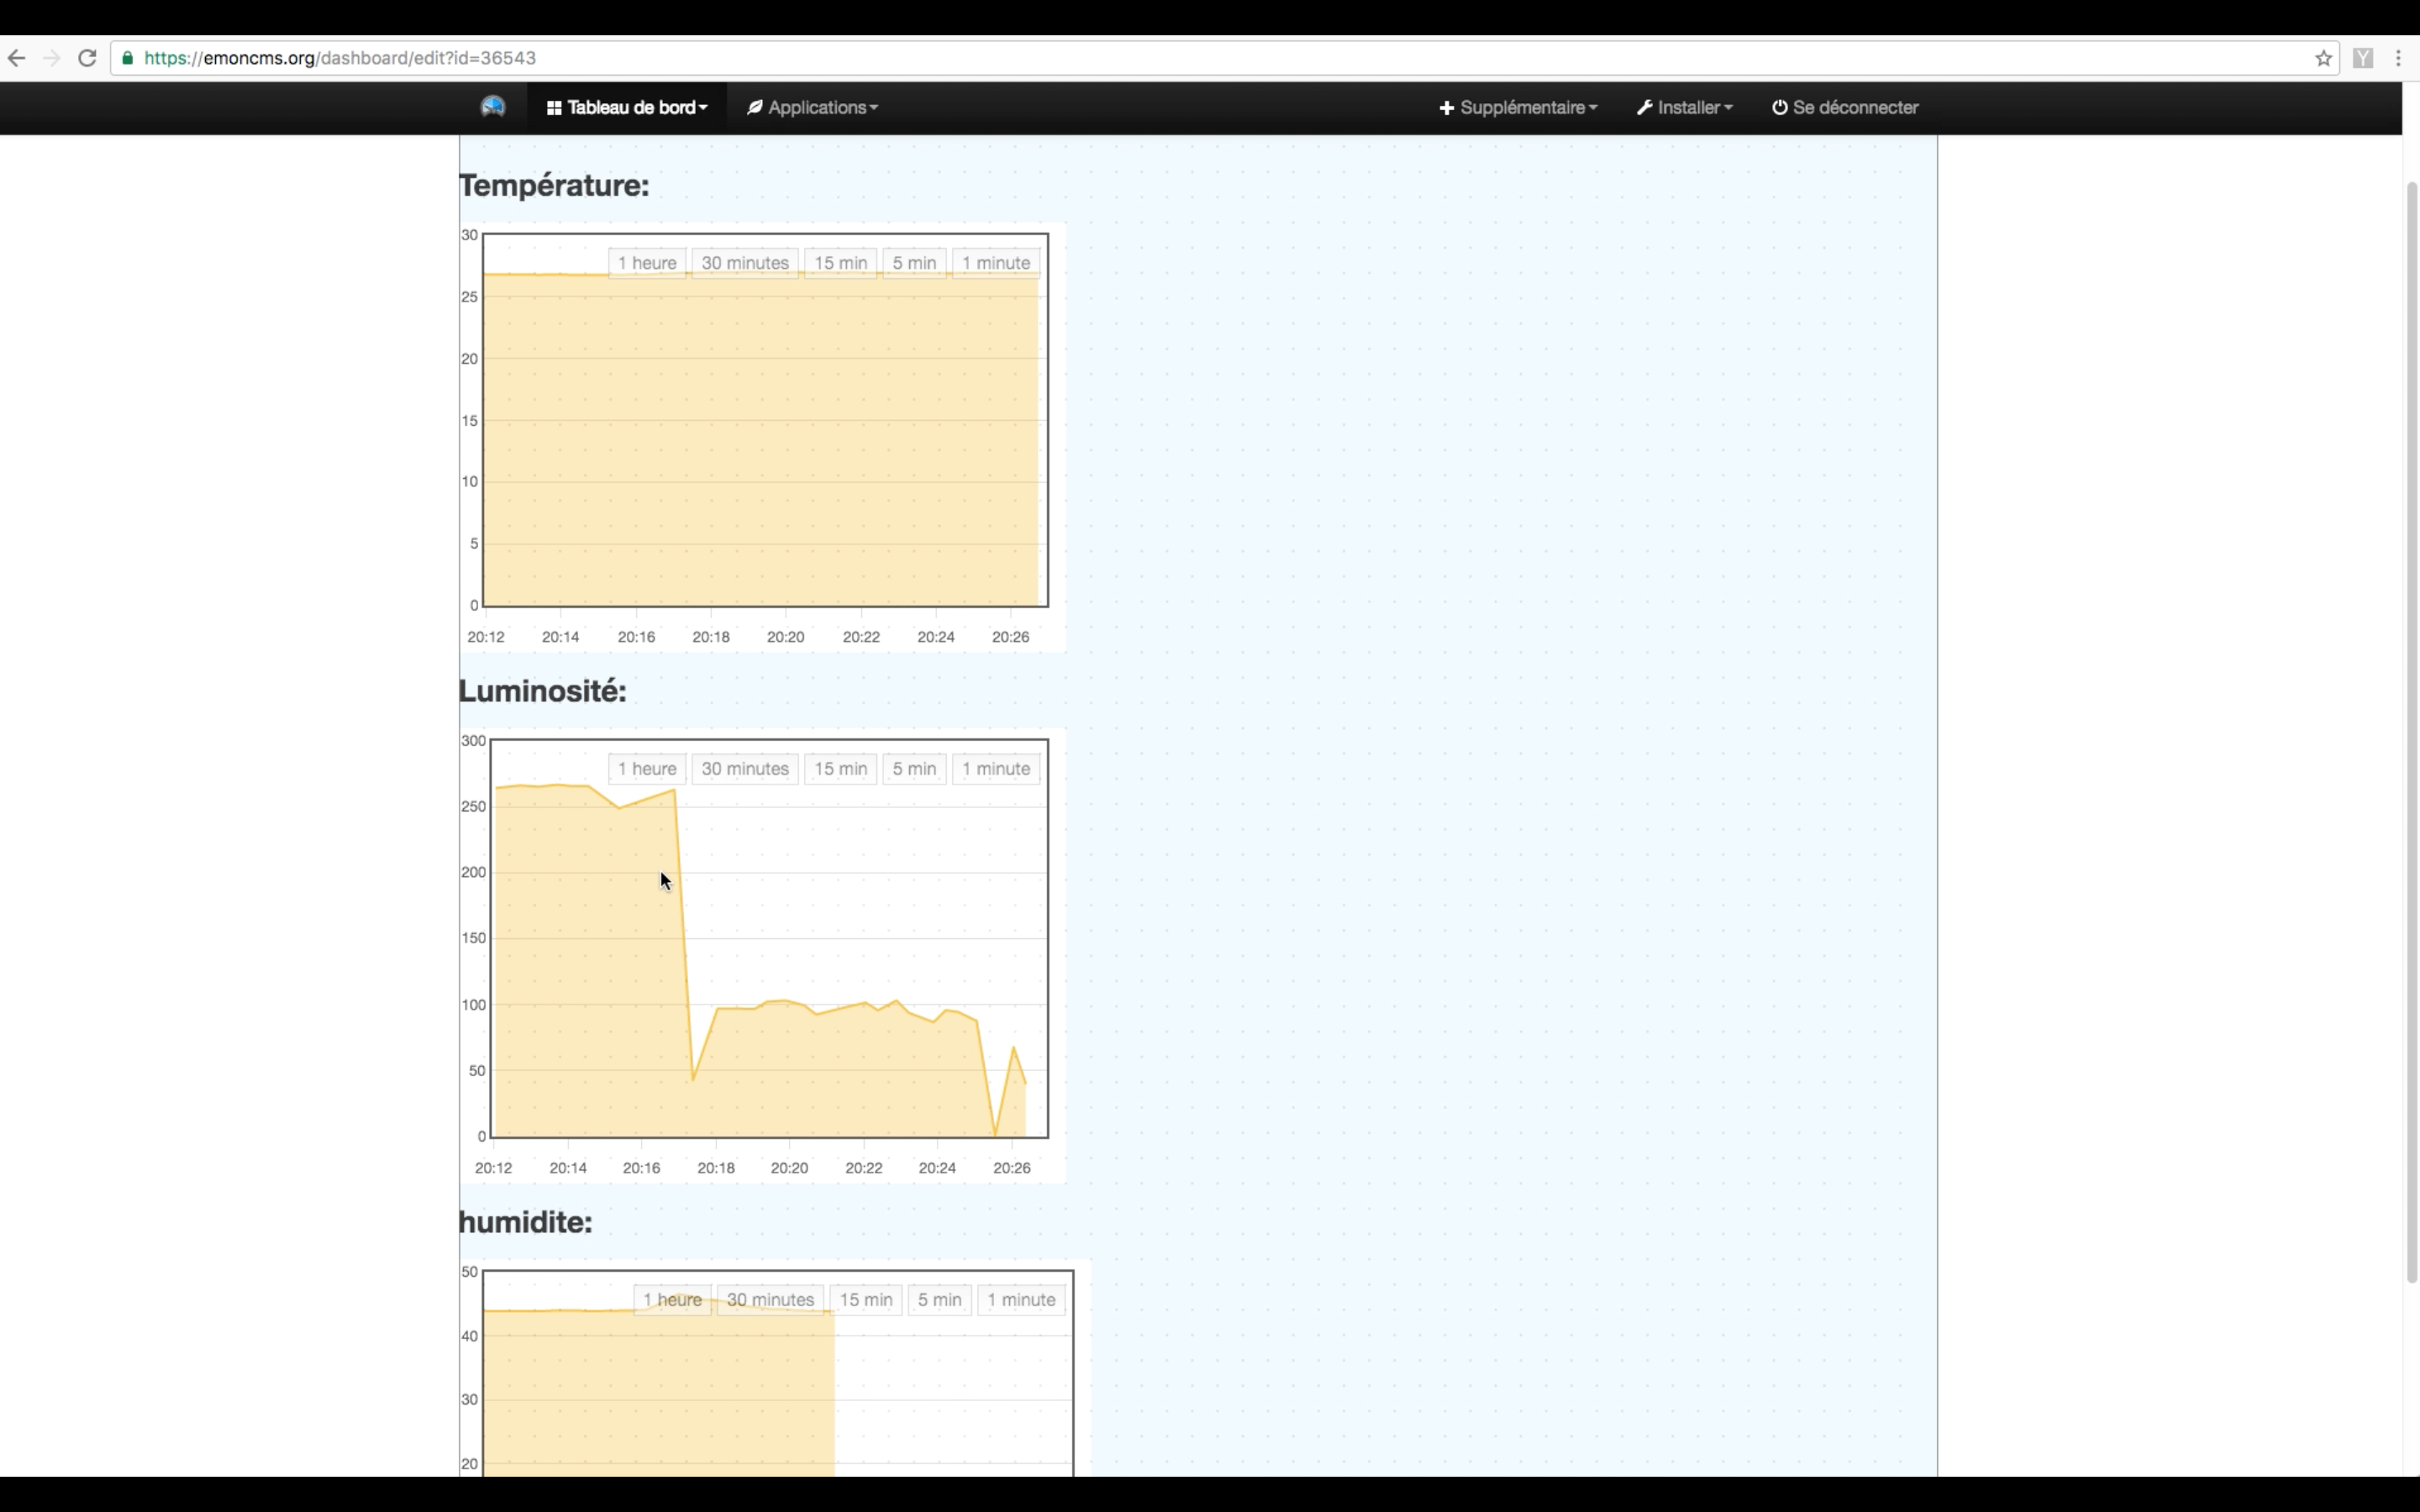 https://emoncms.org/dashboard/edit?id=36543
Y
Tableau de bord Applications Supplémentaire Installer Se déconnecter
Température:
30
1 heure 30 minutes 15 min 5 min 1 minute
25
20
15
10
5
0
20:12 20:14 20:16 20:18 20:20 20:22 20:24 20:26
Luminosité:
300
1 heure 30 minutes 15 min 5 min 1 minute
250
200
150
100
50
0
20:12 20:14 20:16 20:18 20:20 20:22 20:24 20:26
humidite:
50
1 heure 30 minutes 15 min 5 min 1 minute
40
30
20